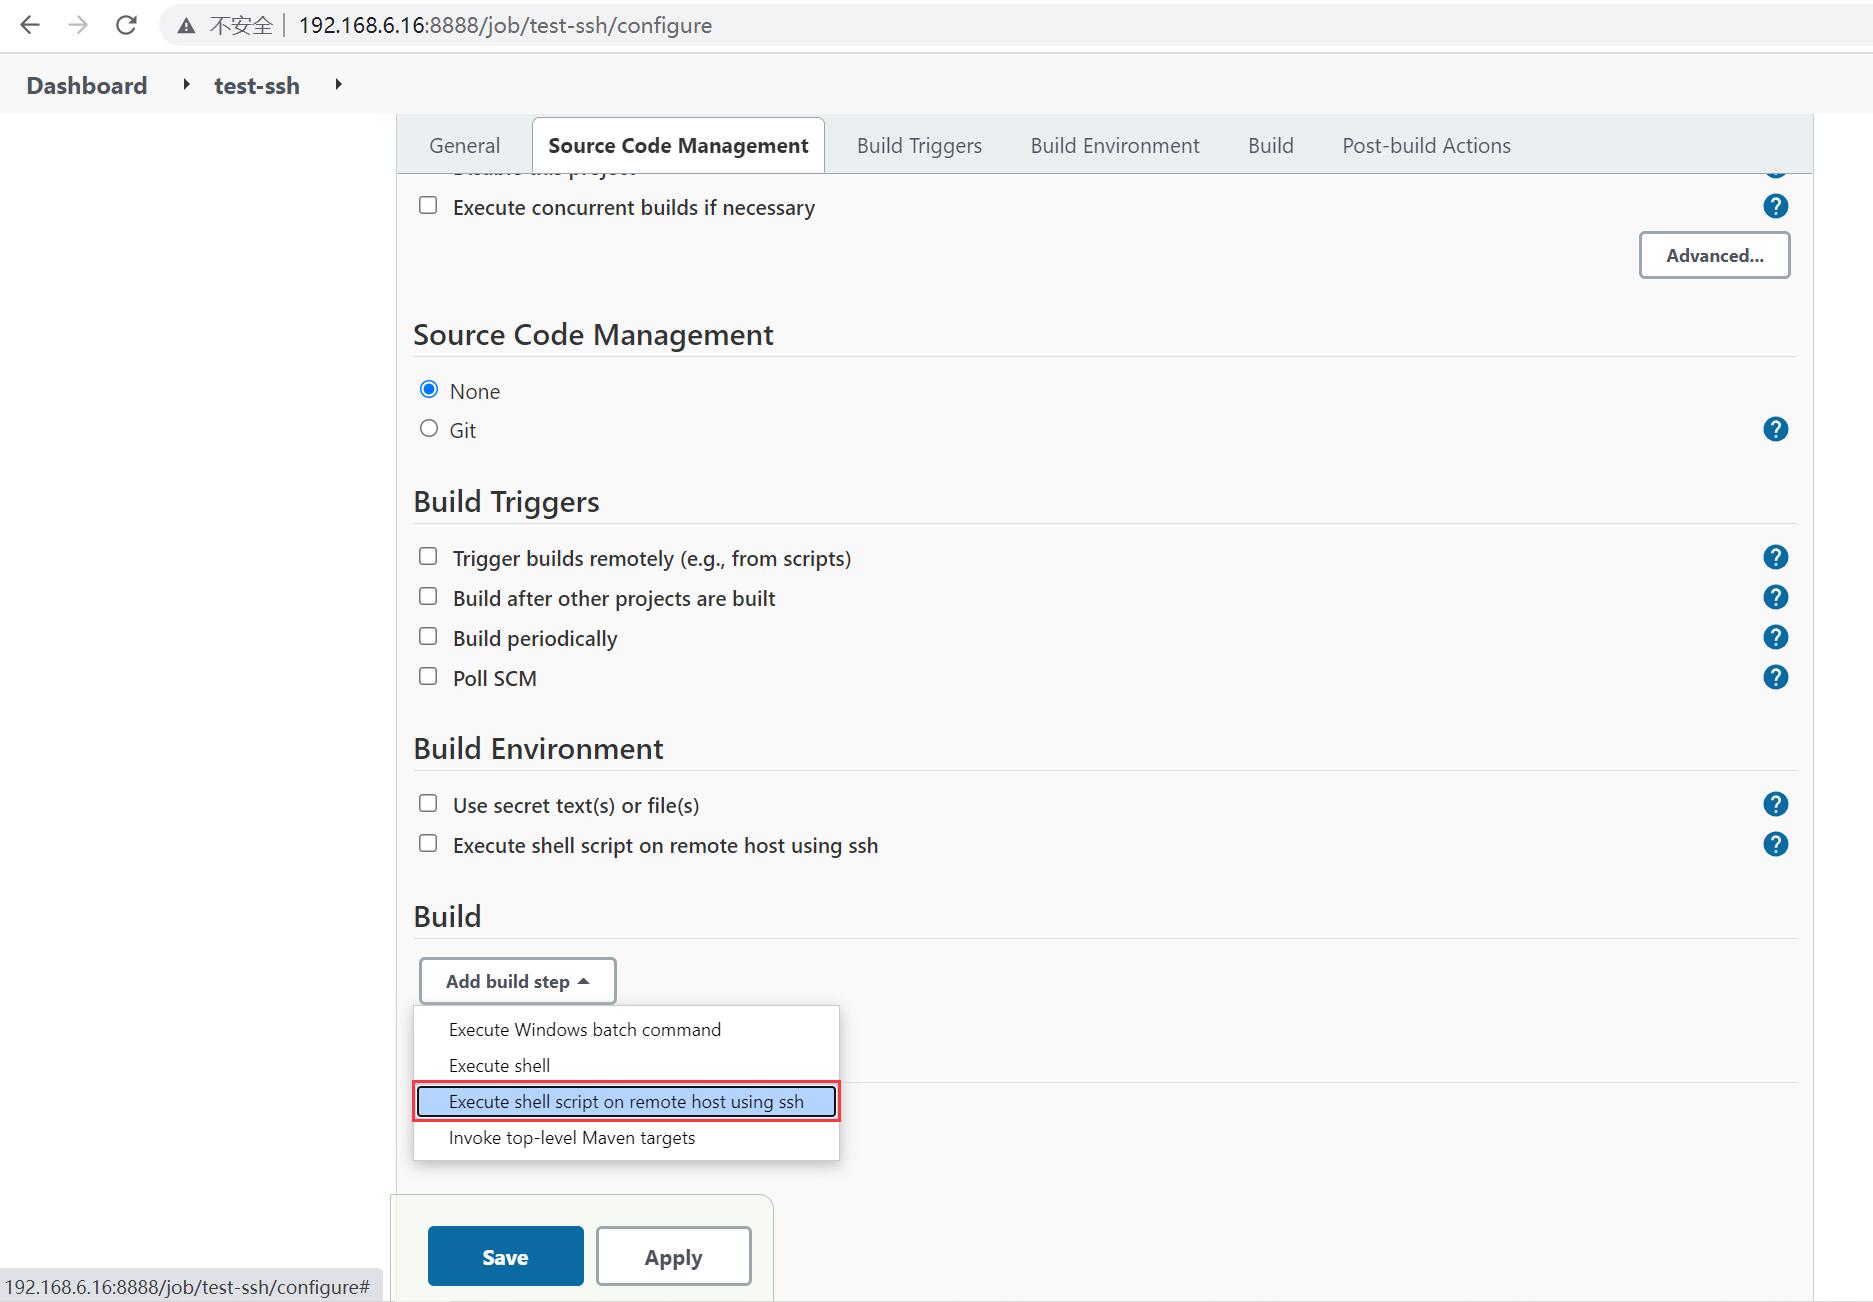 不安全 192.168.6.16:8888/job/test-ssh/configure
Dashboard test-ssh
General Source Code Management Build Triggers Build Environment Build Post-build Actions
Disable this project
Execute concurrent builds if necessary
Advanced...
Source Code Management
None
Git
Build Triggers
Trigger builds remotely (e.g., from scripts)
Build after other projects are built
Build periodically
Poll SCM
Build Environment
Use secret text(s) or file(s)
Execute shell script on remote host using ssh
Build
Add build step
Execute Windows batch command
Execute shell
Execute shell script on remote host using ssh
Invoke top-level Maven targets
Save Apply
192.168.6.16:8888/job/test-ssh/configure#